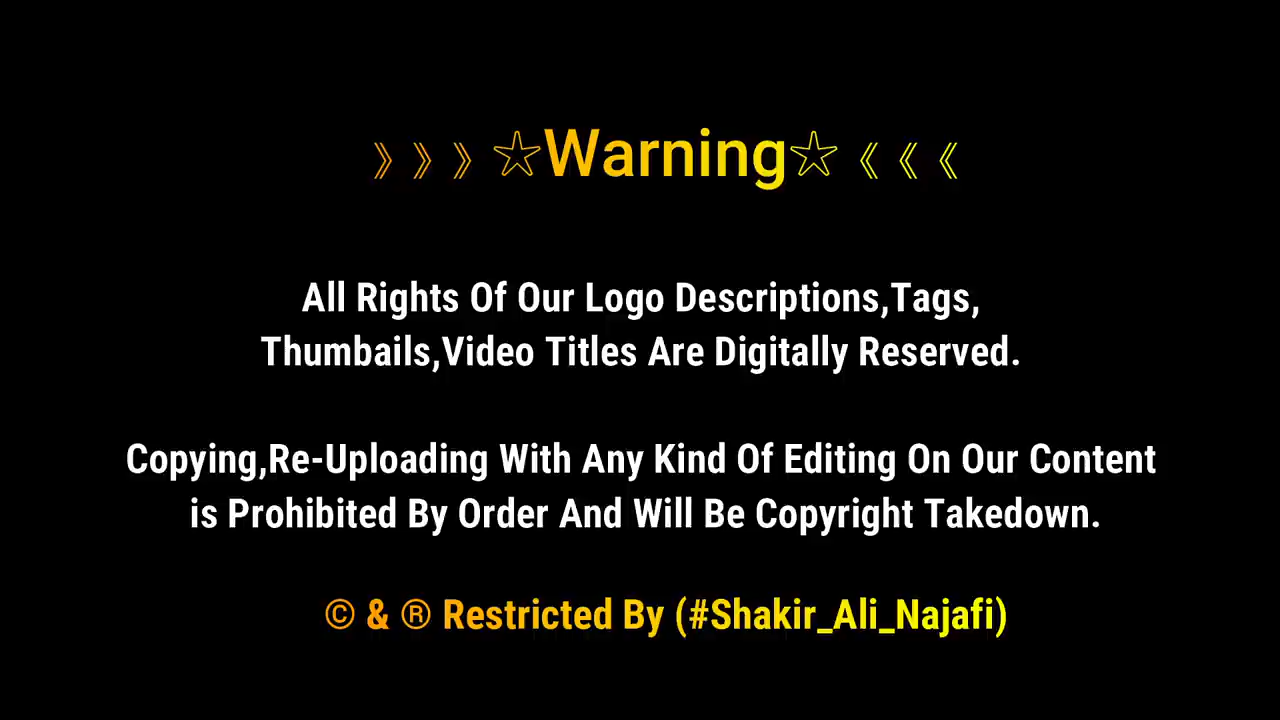 》》》☆Warning☆《《《
All Rights Of Our Logo Descriptions,Tags,
Thumbails,Video Titles Are Digitally Reserved.
Copying,Re-Uploading With Any Kind Of Editing On Our Content
is Prohibited By Order And Will Be Copyright Takedown.
© & ® Restricted By (#Shakir_Ali_Najafi)